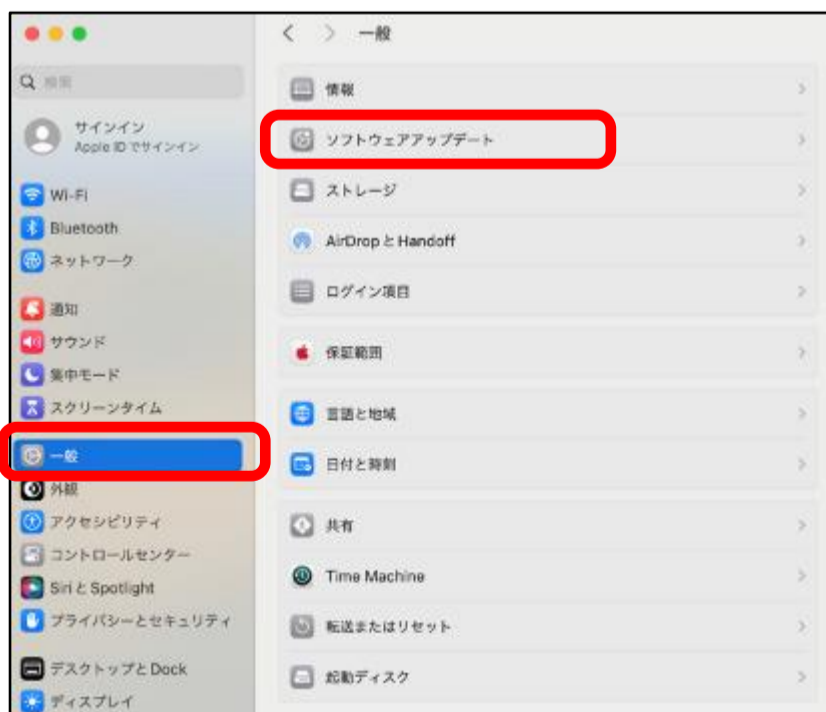 一般
検索
サインイン
Apple ID でサインイン
Wi-Fi
Bluetooth
ネットワーク
通知
サウンド
集中モード
スクリーンタイム
一般
外観
アクセシビリティ
コントロールセンター
Siri と Spotlight
プライバシーとセキュリティ
デスクトップと Dock
ディスプレイ
情報
ソフトウェアアップデート
ストレージ
AirDrop と Handoff
ログイン項目
保証範囲
言語と地域
日付と時刻
共有
Time Machine
転送またはリセット
起動ディスク